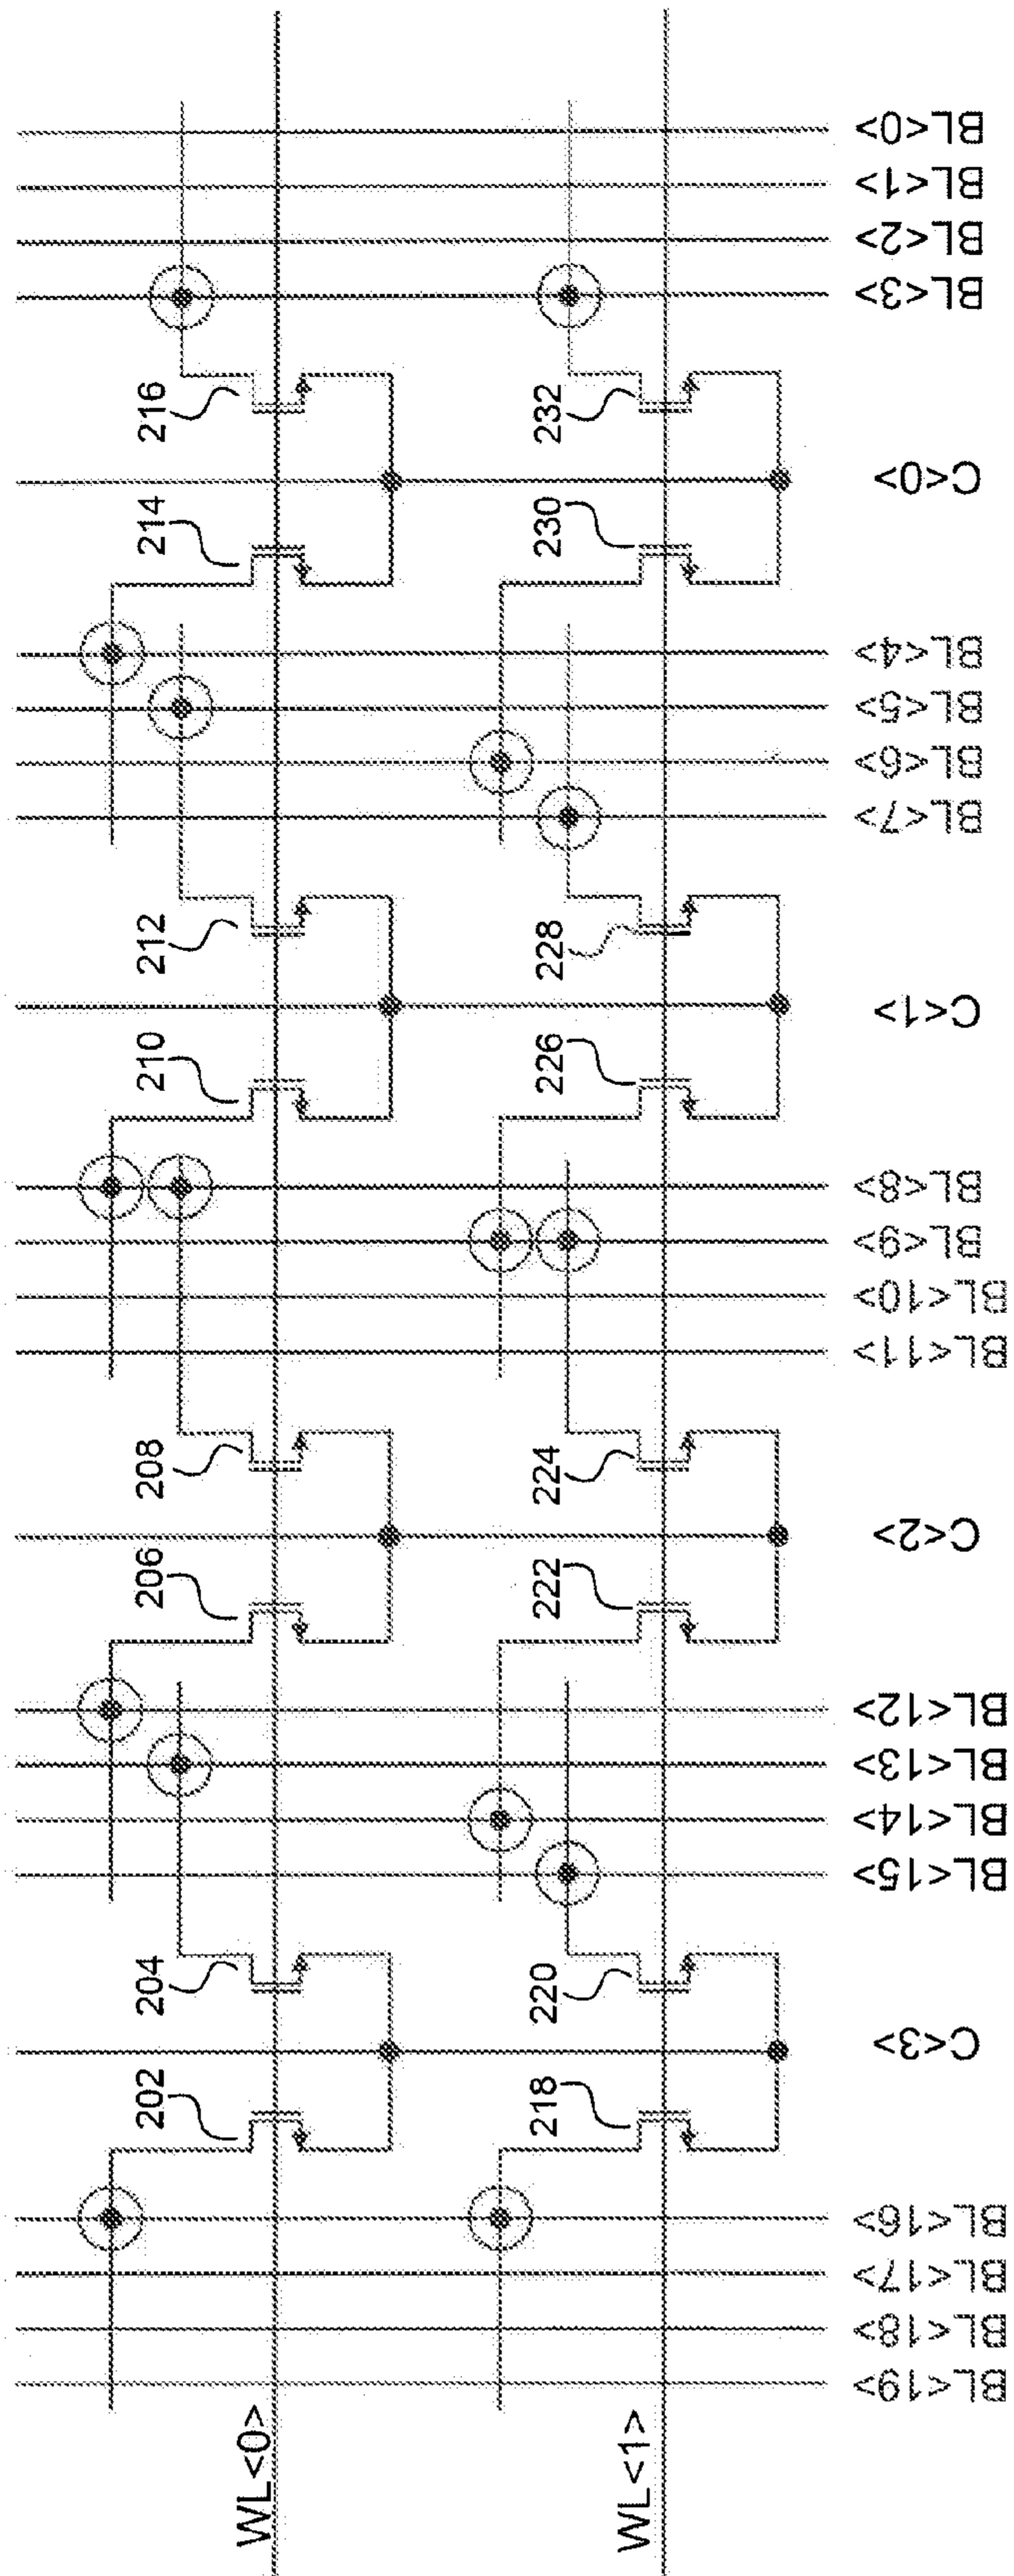 WL<0>
202
204
206
208
210
212
214
216
WL<1>
218
220
222
224
226
228
230
232
BL<19>
BL<18>
BL<17>
BL<16>
C<3>
BL<15>
BL<14>
BL<13>
BL<12>
C<2>
BL<11>
BL<10>
BL<9>
BL<8>
C<1>
BL<7>
BL<6>
BL<5>
BL<4>
C<0>
BL<3>
BL<2>
BL<1>
BL<0>